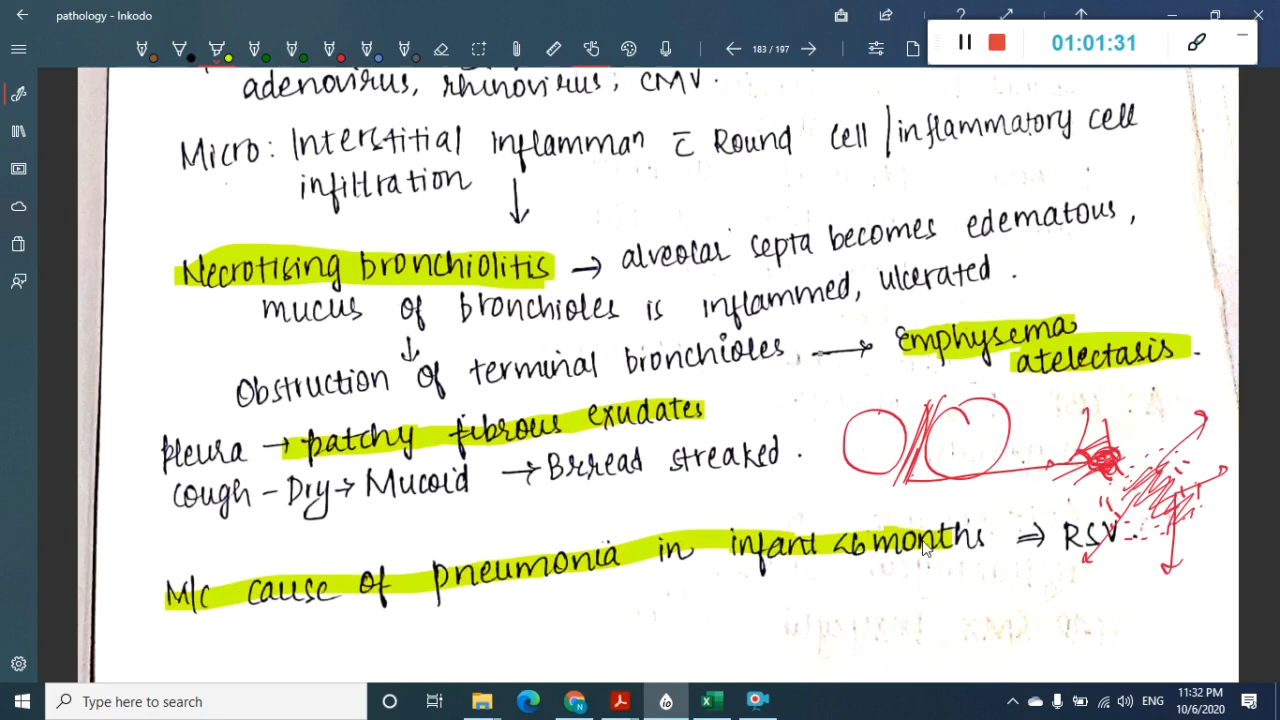 pathology - Inkodo
183 / 197
01:01:31
adenovirus, rhinovirus, CMV.
Micro: Interstitial Inflamman c̄ Round cell / inflammatory cell
infiltration
↓
Necrotising bronchiolitis → alveolar septa becomes edematous,
mucus of bronchioles is inflammed, ulcerated.
↓
Obstruction of terminal bronchioles, → Emphysema
atelectasis.
Pleura → patchy fibrous exudates
Cough - Dry → Mucoid → Brread streaked.
M/c cause of pneumonia in infant <6 months ⇒ RSV.
Type here to search
ENG
11:32 PM
10/6/2020